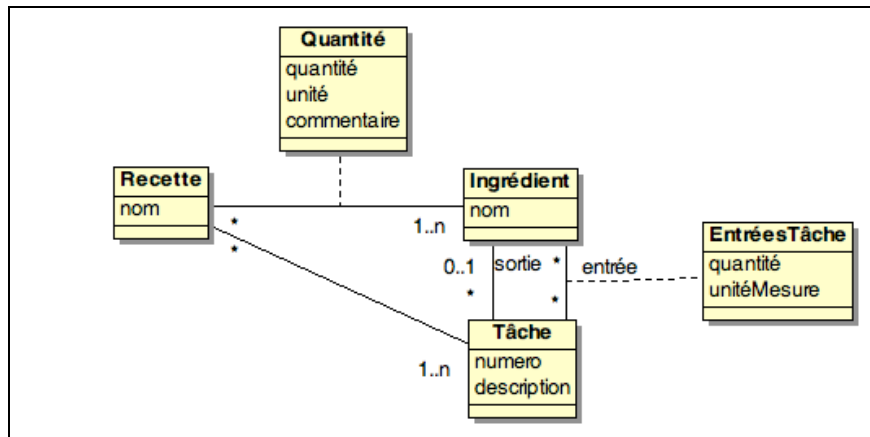 Quantité
quantité
unité
commentaire
Recette
nom
Ingrédient
nom
*
1..n
*
EntréesTâche
quantité
unitéMesure
0..1
sortie
*
entrée
*
*
Tâche
numero
description
1..n